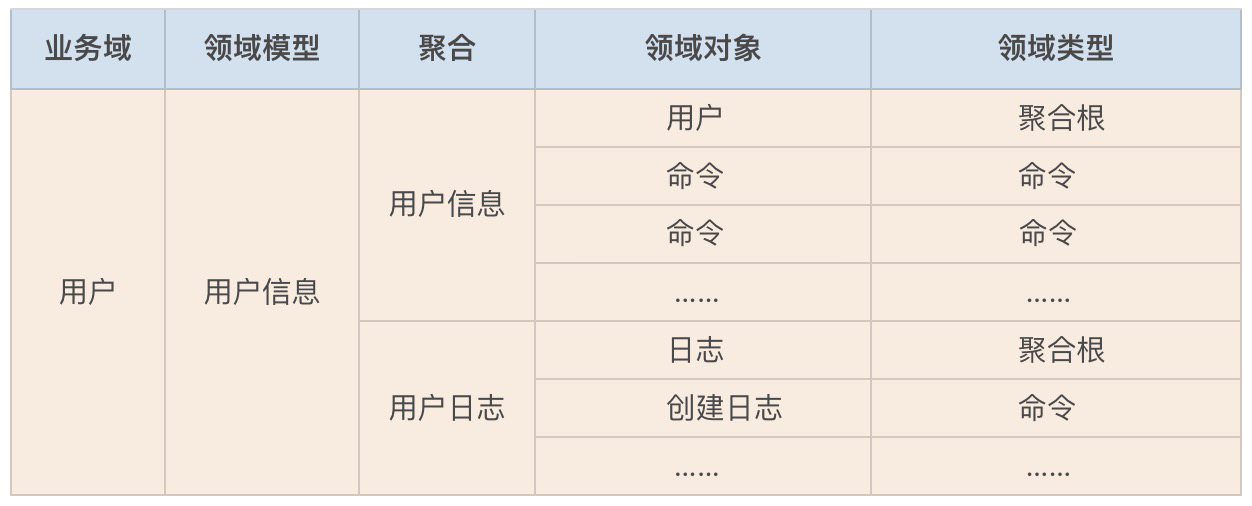 业务域 领域模型 聚合 领域对象 领域类型
用户 聚合根
命令 命令
用户信息
命令 命令
用户 用户信息
...... ......
日志 聚合根
用户日志 创建日志 命令
...... ......